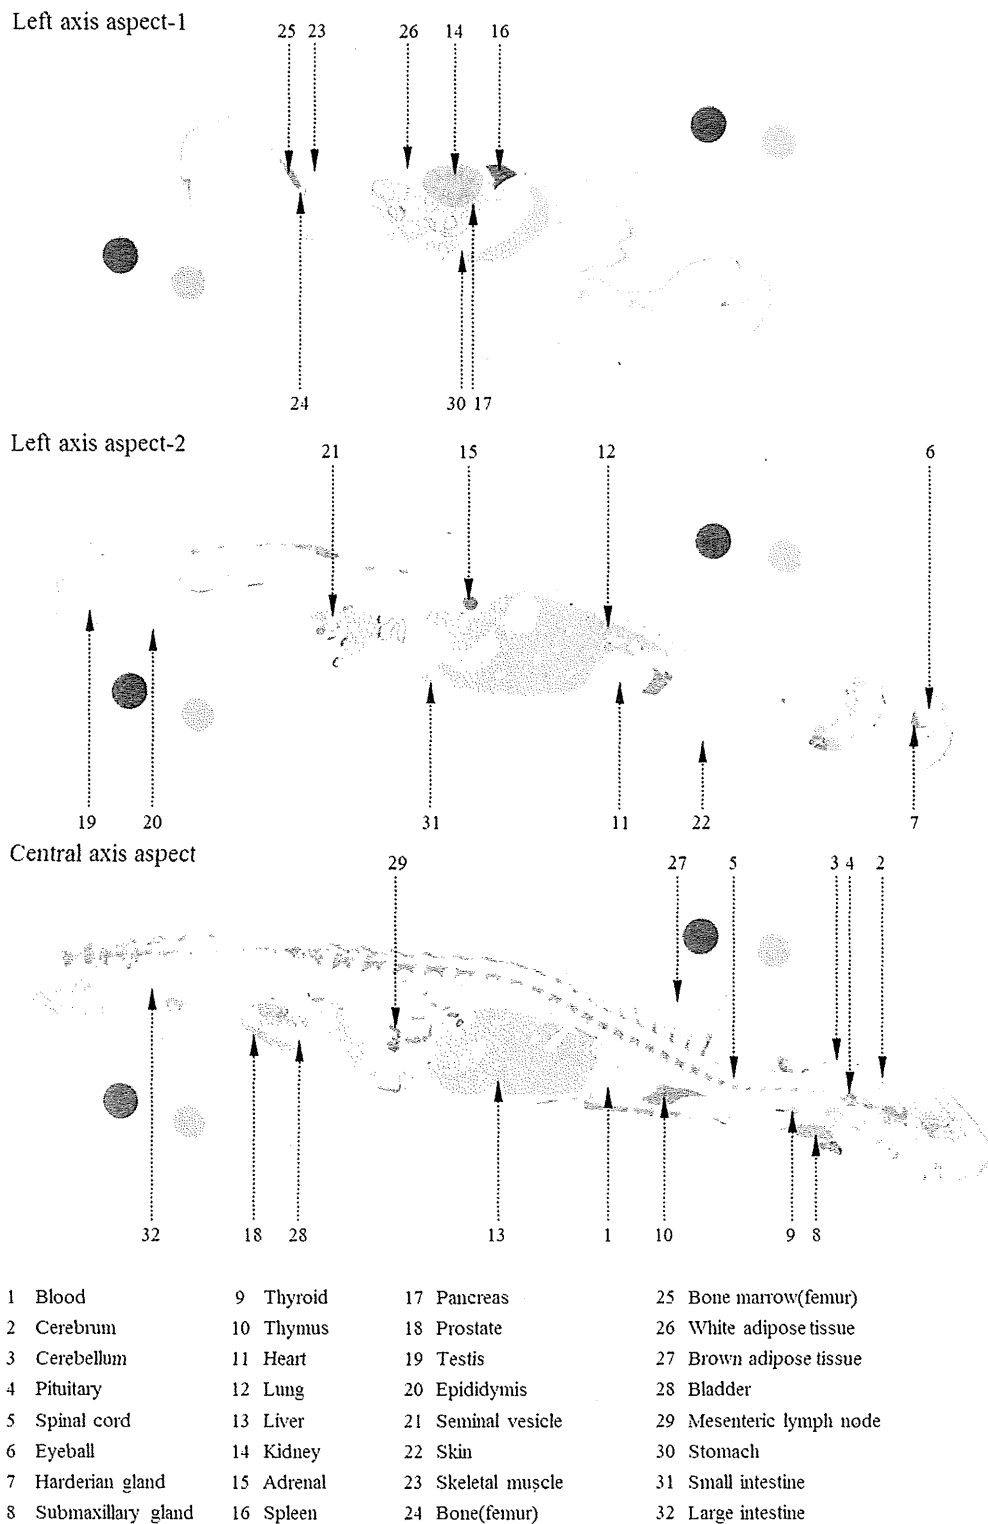 Left axis aspect-1
25 23 26 14 16
24 30 17
Left axis aspect-2
21 15 12 6
19 20 31 11 22 7
Central axis aspect
29 27 5 3 4 2
32 18 28 13 1 10 9 8
1 Blood 9 Thyroid 17 Pancreas 25 Bone marrow(femur)
2 Cerebrum 10 Thymus 18 Prostate 26 White adipose tissue
3 Cerebellum 11 Heart 19 Testis 27 Brown adipose tissue
4 Pituitary 12 Lung 20 Epididymis 28 Bladder
5 Spinal cord 13 Liver 21 Seminal vesicle 29 Mesenteric lymph node
6 Eyeball 14 Kidney 22 Skin 30 Stomach
7 Harderian gland 15 Adrenal 23 Skeletal muscle 31 Small intestine
8 Submaxillary gland 16 Spleen 24 Bone(femur) 32 Large intestine